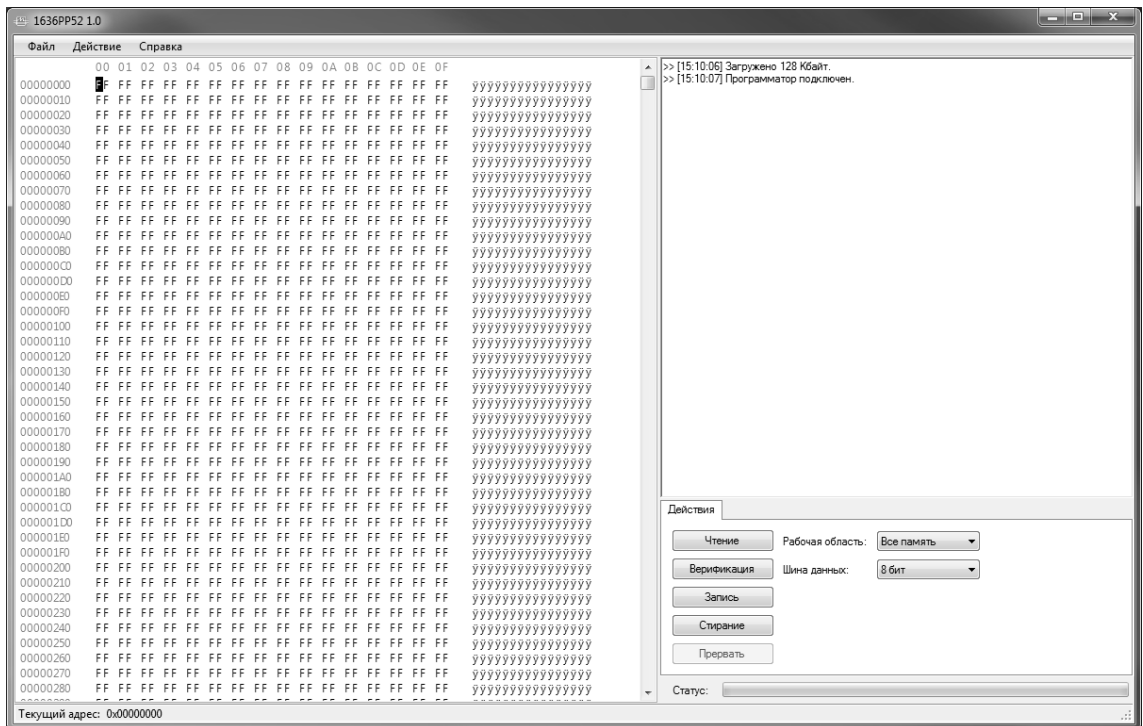 1636РР52 1.0
Файл Действие Справка
00 01 02 03 04 05 06 07 08 09 0A 0B 0C 0D 0E 0F
00000000 FF FF FF FF FF FF FF FF FF FF FF FF FF FF FF FF ÿÿÿÿÿÿÿÿÿÿÿÿÿÿÿÿ
00000010 FF FF FF FF FF FF FF FF FF FF FF FF FF FF FF FF ÿÿÿÿÿÿÿÿÿÿÿÿÿÿÿÿ
00000020 FF FF FF FF FF FF FF FF FF FF FF FF FF FF FF FF ÿÿÿÿÿÿÿÿÿÿÿÿÿÿÿÿ
00000030 FF FF FF FF FF FF FF FF FF FF FF FF FF FF FF FF ÿÿÿÿÿÿÿÿÿÿÿÿÿÿÿÿ
00000040 FF FF FF FF FF FF FF FF FF FF FF FF FF FF FF FF ÿÿÿÿÿÿÿÿÿÿÿÿÿÿÿÿ
00000050 FF FF FF FF FF FF FF FF FF FF FF FF FF FF FF FF ÿÿÿÿÿÿÿÿÿÿÿÿÿÿÿÿ
00000060 FF FF FF FF FF FF FF FF FF FF FF FF FF FF FF FF ÿÿÿÿÿÿÿÿÿÿÿÿÿÿÿÿ
00000070 FF FF FF FF FF FF FF FF FF FF FF FF FF FF FF FF ÿÿÿÿÿÿÿÿÿÿÿÿÿÿÿÿ
00000080 FF FF FF FF FF FF FF FF FF FF FF FF FF FF FF FF ÿÿÿÿÿÿÿÿÿÿÿÿÿÿÿÿ
00000090 FF FF FF FF FF FF FF FF FF FF FF FF FF FF FF FF ÿÿÿÿÿÿÿÿÿÿÿÿÿÿÿÿ
000000A0 FF FF FF FF FF FF FF FF FF FF FF FF FF FF FF FF ÿÿÿÿÿÿÿÿÿÿÿÿÿÿÿÿ
000000B0 FF FF FF FF FF FF FF FF FF FF FF FF FF FF FF FF ÿÿÿÿÿÿÿÿÿÿÿÿÿÿÿÿ
000000C0 FF FF FF FF FF FF FF FF FF FF FF FF FF FF FF FF ÿÿÿÿÿÿÿÿÿÿÿÿÿÿÿÿ
000000D0 FF FF FF FF FF FF FF FF FF FF FF FF FF FF FF FF ÿÿÿÿÿÿÿÿÿÿÿÿÿÿÿÿ
000000E0 FF FF FF FF FF FF FF FF FF FF FF FF FF FF FF FF ÿÿÿÿÿÿÿÿÿÿÿÿÿÿÿÿ
000000F0 FF FF FF FF FF FF FF FF FF FF FF FF FF FF FF FF ÿÿÿÿÿÿÿÿÿÿÿÿÿÿÿÿ
00000100 FF FF FF FF FF FF FF FF FF FF FF FF FF FF FF FF ÿÿÿÿÿÿÿÿÿÿÿÿÿÿÿÿ
00000110 FF FF FF FF FF FF FF FF FF FF FF FF FF FF FF FF ÿÿÿÿÿÿÿÿÿÿÿÿÿÿÿÿ
00000120 FF FF FF FF FF FF FF FF FF FF FF FF FF FF FF FF ÿÿÿÿÿÿÿÿÿÿÿÿÿÿÿÿ
00000130 FF FF FF FF FF FF FF FF FF FF FF FF FF FF FF FF ÿÿÿÿÿÿÿÿÿÿÿÿÿÿÿÿ
00000140 FF FF FF FF FF FF FF FF FF FF FF FF FF FF FF FF ÿÿÿÿÿÿÿÿÿÿÿÿÿÿÿÿ
00000150 FF FF FF FF FF FF FF FF FF FF FF FF FF FF FF FF ÿÿÿÿÿÿÿÿÿÿÿÿÿÿÿÿ
00000160 FF FF FF FF FF FF FF FF FF FF FF FF FF FF FF FF ÿÿÿÿÿÿÿÿÿÿÿÿÿÿÿÿ
00000170 FF FF FF FF FF FF FF FF FF FF FF FF FF FF FF FF ÿÿÿÿÿÿÿÿÿÿÿÿÿÿÿÿ
00000180 FF FF FF FF FF FF FF FF FF FF FF FF FF FF FF FF ÿÿÿÿÿÿÿÿÿÿÿÿÿÿÿÿ
00000190 FF FF FF FF FF FF FF FF FF FF FF FF FF FF FF FF ÿÿÿÿÿÿÿÿÿÿÿÿÿÿÿÿ
000001A0 FF FF FF FF FF FF FF FF FF FF FF FF FF FF FF FF ÿÿÿÿÿÿÿÿÿÿÿÿÿÿÿÿ
000001B0 FF FF FF FF FF FF FF FF FF FF FF FF FF FF FF FF ÿÿÿÿÿÿÿÿÿÿÿÿÿÿÿÿ
000001C0 FF FF FF FF FF FF FF FF FF FF FF FF FF FF FF FF ÿÿÿÿÿÿÿÿÿÿÿÿÿÿÿÿ
000001D0 FF FF FF FF FF FF FF FF FF FF FF FF FF FF FF FF ÿÿÿÿÿÿÿÿÿÿÿÿÿÿÿÿ
000001E0 FF FF FF FF FF FF FF FF FF FF FF FF FF FF FF FF ÿÿÿÿÿÿÿÿÿÿÿÿÿÿÿÿ
000001F0 FF FF FF FF FF FF FF FF FF FF FF FF FF FF FF FF ÿÿÿÿÿÿÿÿÿÿÿÿÿÿÿÿ
00000200 FF FF FF FF FF FF FF FF FF FF FF FF FF FF FF FF ÿÿÿÿÿÿÿÿÿÿÿÿÿÿÿÿ
00000210 FF FF FF FF FF FF FF FF FF FF FF FF FF FF FF FF ÿÿÿÿÿÿÿÿÿÿÿÿÿÿÿÿ
00000220 FF FF FF FF FF FF FF FF FF FF FF FF FF FF FF FF ÿÿÿÿÿÿÿÿÿÿÿÿÿÿÿÿ
00000230 FF FF FF FF FF FF FF FF FF FF FF FF FF FF FF FF ÿÿÿÿÿÿÿÿÿÿÿÿÿÿÿÿ
00000240 FF FF FF FF FF FF FF FF FF FF FF FF FF FF FF FF ÿÿÿÿÿÿÿÿÿÿÿÿÿÿÿÿ
00000250 FF FF FF FF FF FF FF FF FF FF FF FF FF FF FF FF ÿÿÿÿÿÿÿÿÿÿÿÿÿÿÿÿ
00000260 FF FF FF FF FF FF FF FF FF FF FF FF FF FF FF FF ÿÿÿÿÿÿÿÿÿÿÿÿÿÿÿÿ
00000270 FF FF FF FF FF FF FF FF FF FF FF FF FF FF FF FF ÿÿÿÿÿÿÿÿÿÿÿÿÿÿÿÿ
00000280 FF FF FF FF FF FF FF FF FF FF FF FF FF FF FF FF ÿÿÿÿÿÿÿÿÿÿÿÿÿÿÿÿ
>> [15:10:06] Загружено 128 Кбайт.
>> [15:10:07] Программатор подключен.
Действия
Чтение Рабочая область: Все память
Верификация Шина данных: 8 бит
Запись
Стирание
Прервать
Статус:
Текущий адрес: 0x00000000